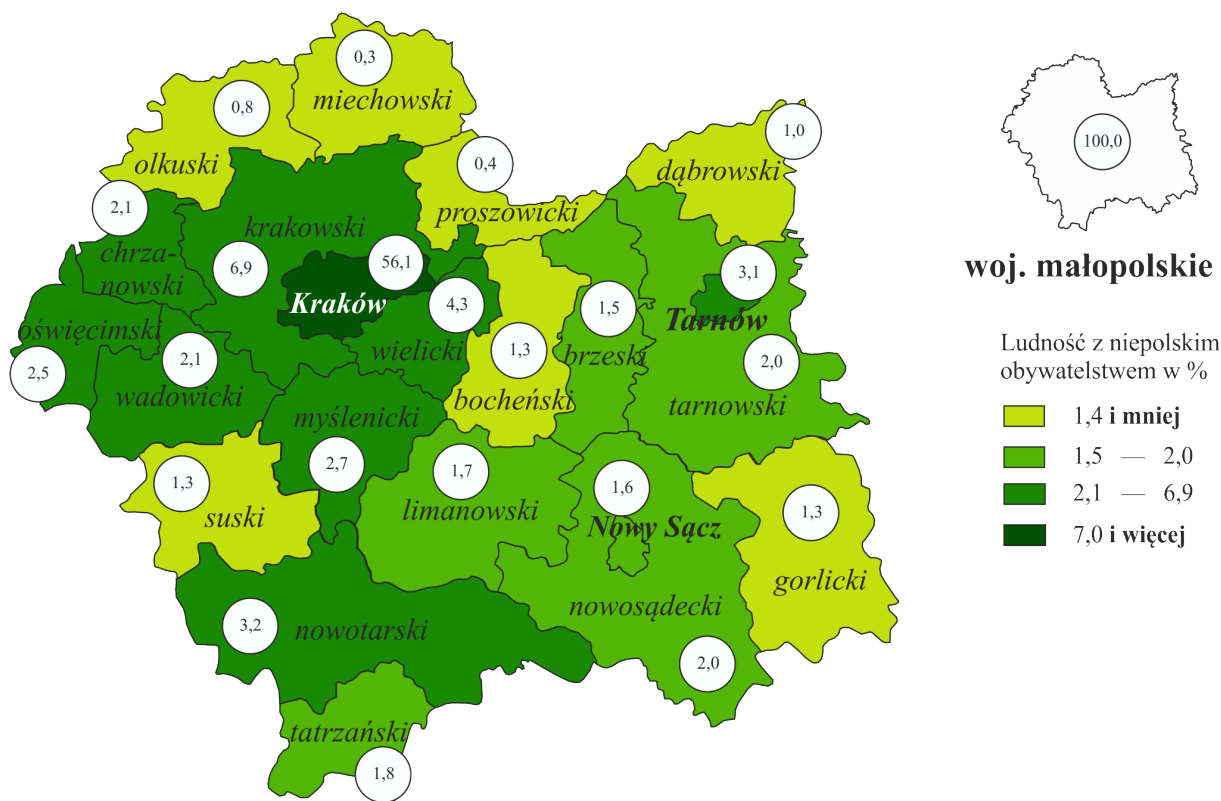 0,3
miechowski
0,8
olkuski
1,0
dąbrowski
0,4
proszowicki
2,1
chrza-
nowski
krakowski
6,9
56,1
Kraków
4,3
wielicki
3,1
Tarnów
2,0
tarnowski
1,5
brzeski
1,3
bocheński
oświęcimski
2,5
2,1
wadowicki
myślenicki
2,7
1,3
suski
1,7
limanowski
1,6
Nowy Sącz
1,3
gorlicki
nowosądecki
2,0
3,2
nowotarski
tatrzański
1,8
100,0
woj. małopolskie
Ludność z niepolskim
obywatelstwem w %
1,4 i mniej
1,5 — 2,0
2,1 — 6,9
7,0 i więcej